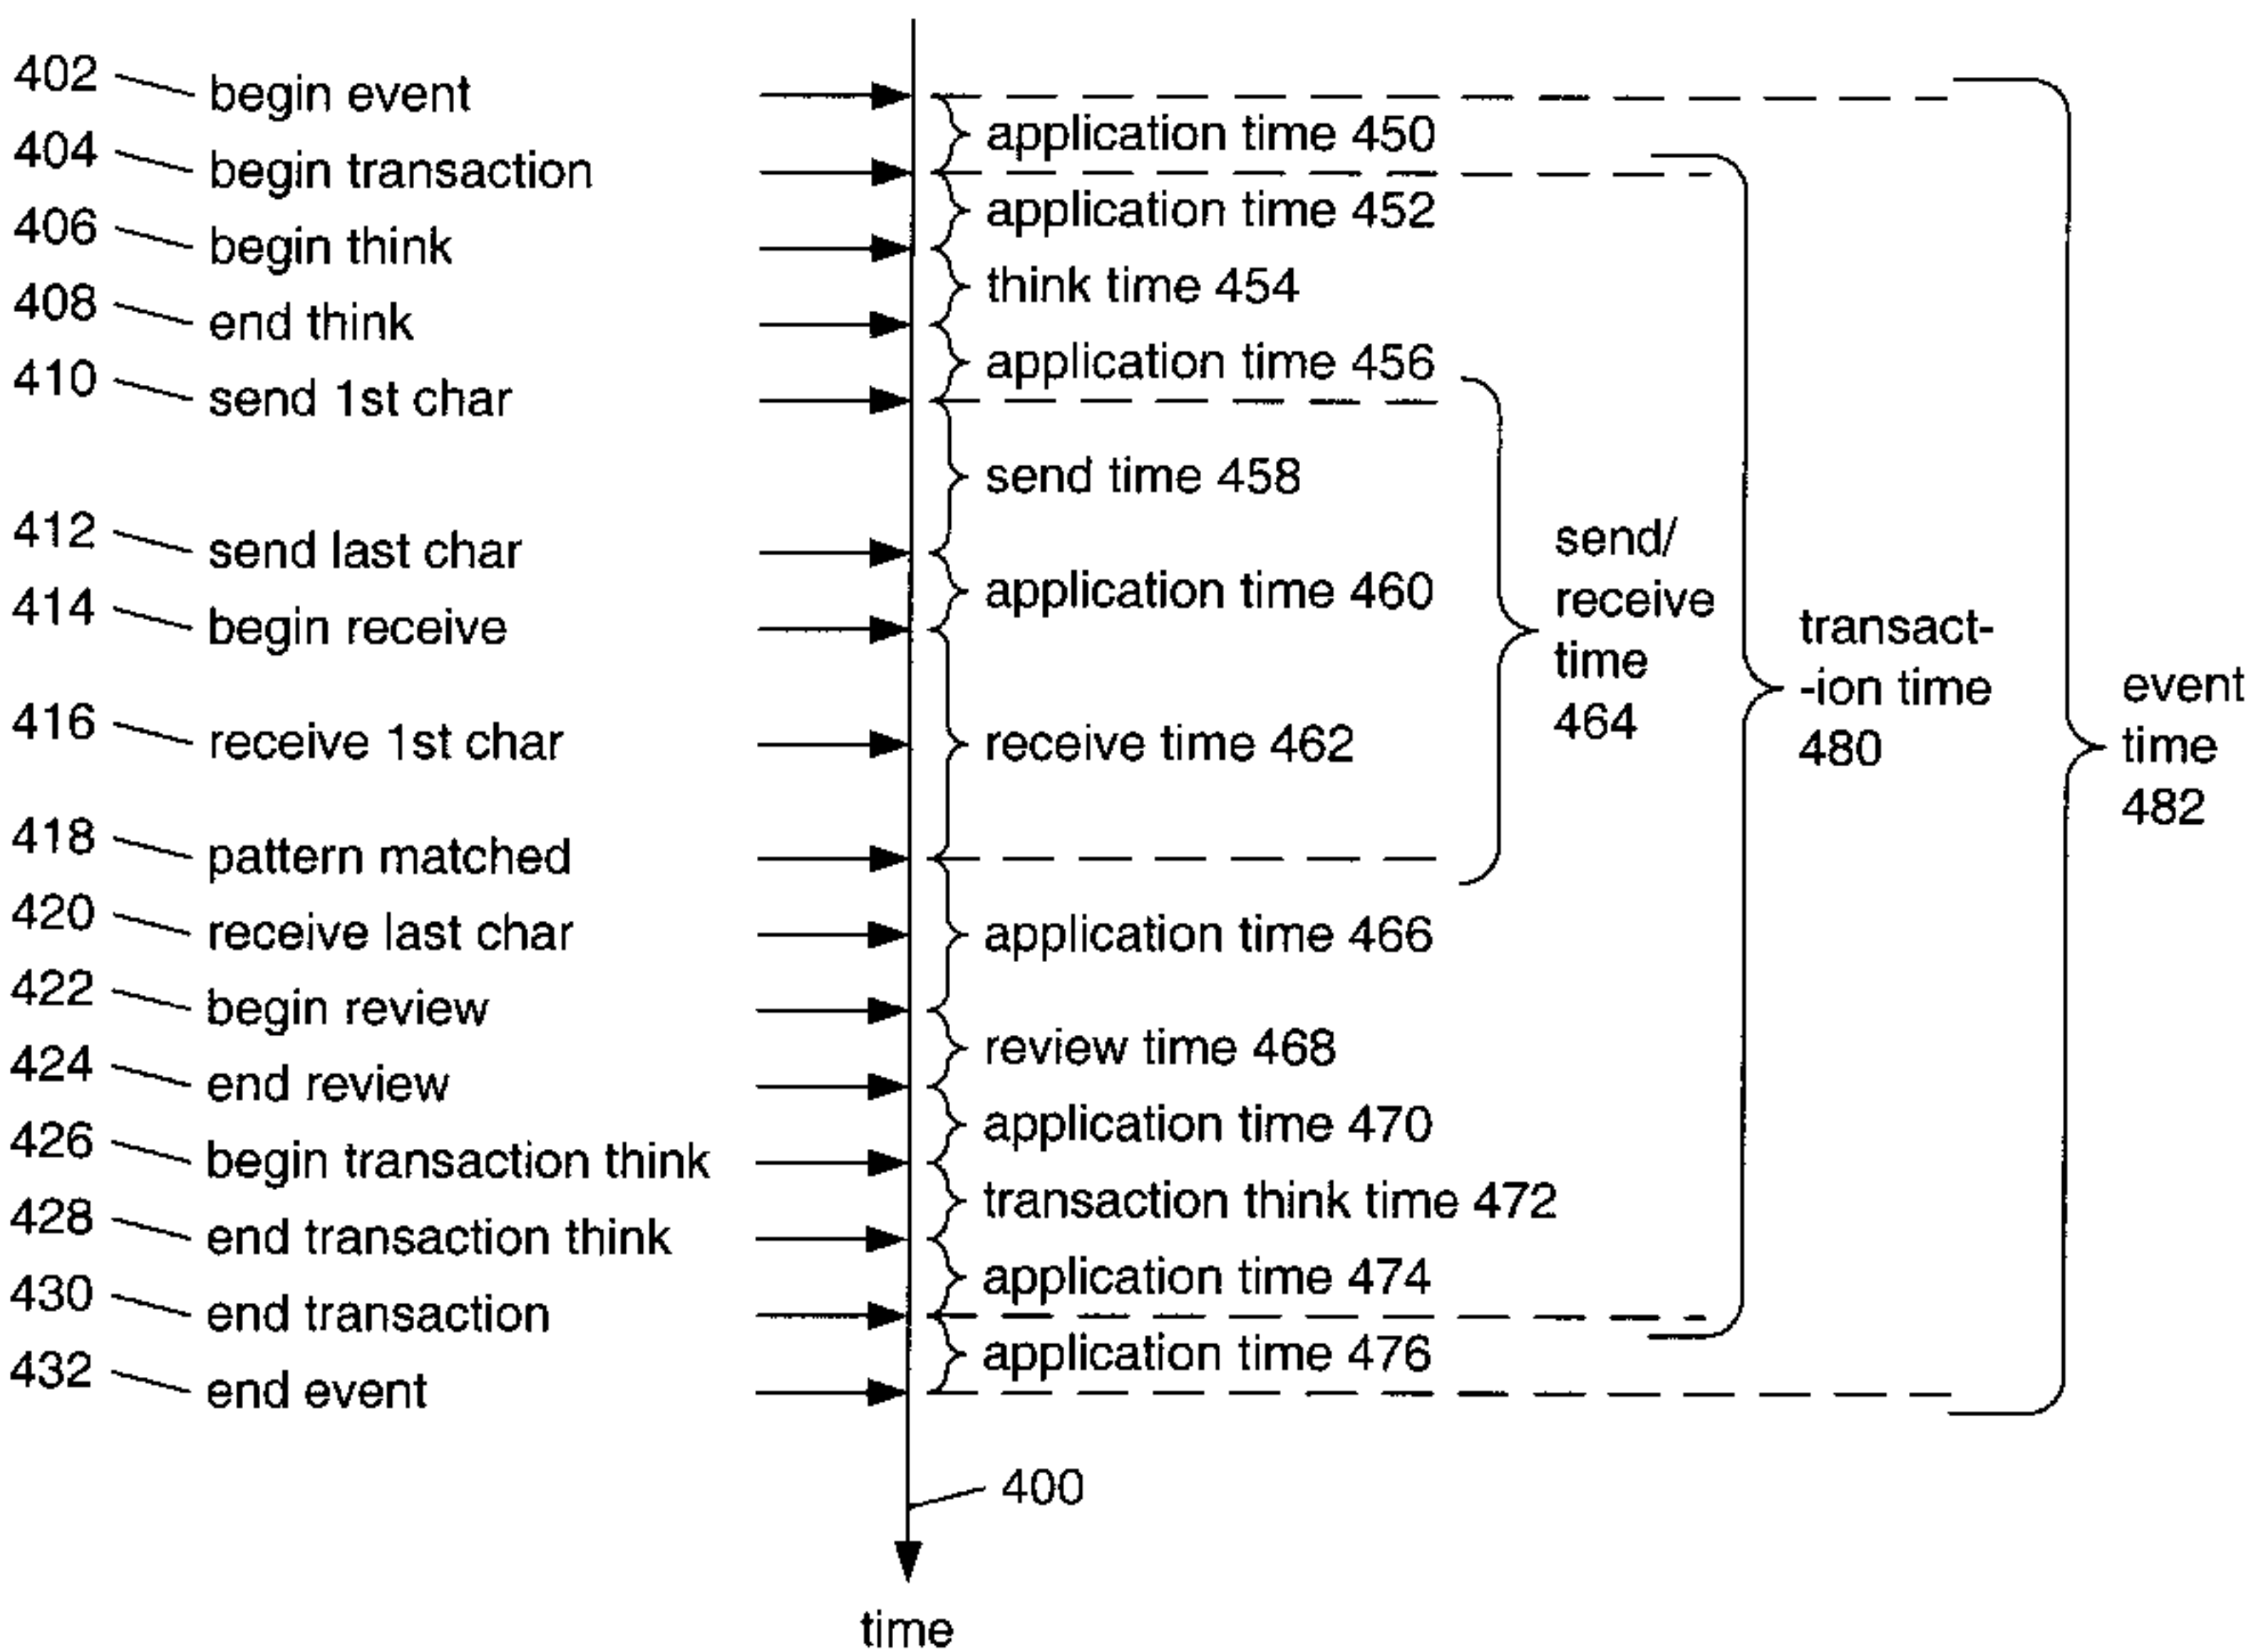 402 begin event
application time 450
404 begin transaction
application time 452
406 begin think
think time 454
408 end think
application time 456
410 send 1st char
send time 458
412 send last char
application time 460
414 begin receive
receive time 462
416 receive 1st char
418 pattern matched
420 receive last char
application time 466
422 begin review
review time 468
424 end review
application time 470
426 begin transaction think
transaction think time 472
428 end transaction think
application time 474
430 end transaction
application time 476
432 end event
send/
receive
time
464
transact-
-ion time
480
event
time
482
400
time